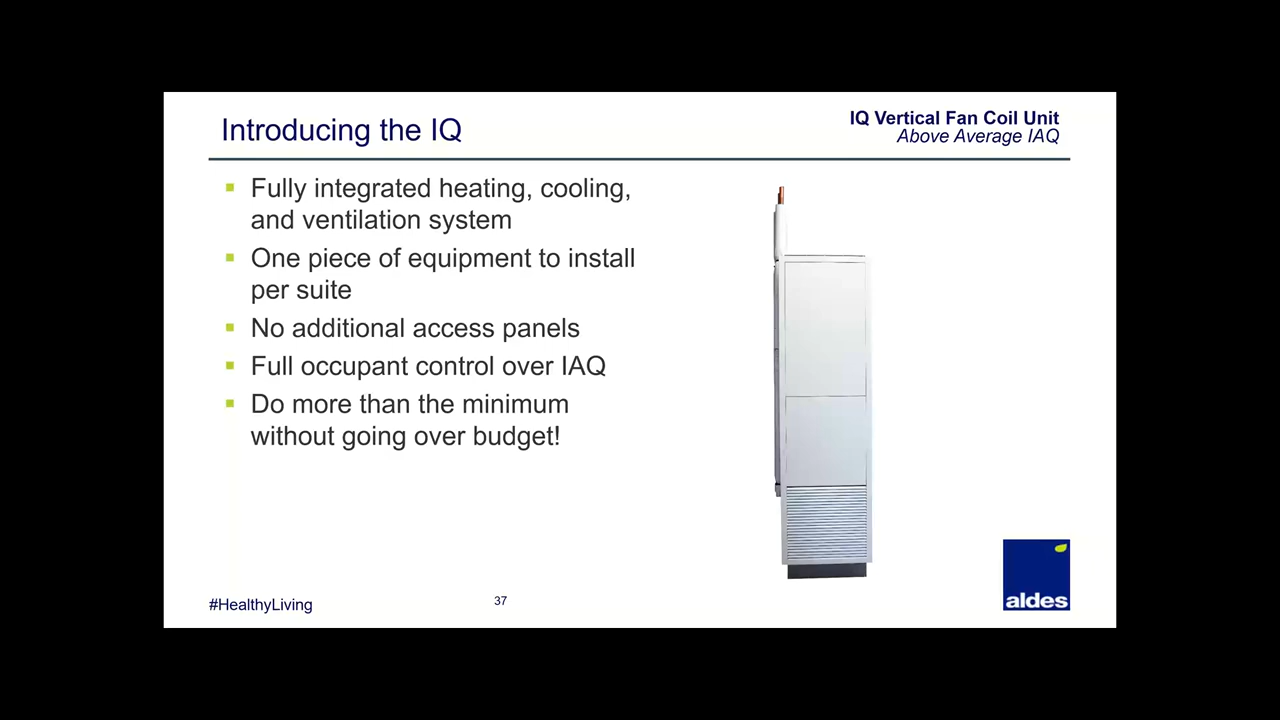 Introducing the IQ
IQ Vertical Fan Coil Unit
Above Average IAQ
Fully integrated heating, cooling,
and ventilation system
One piece of equipment to install
per suite
No additional access panels
Full occupant control over IAQ
Do more than the minimum
without going over budget!
#HealthyLiving
37
aldes